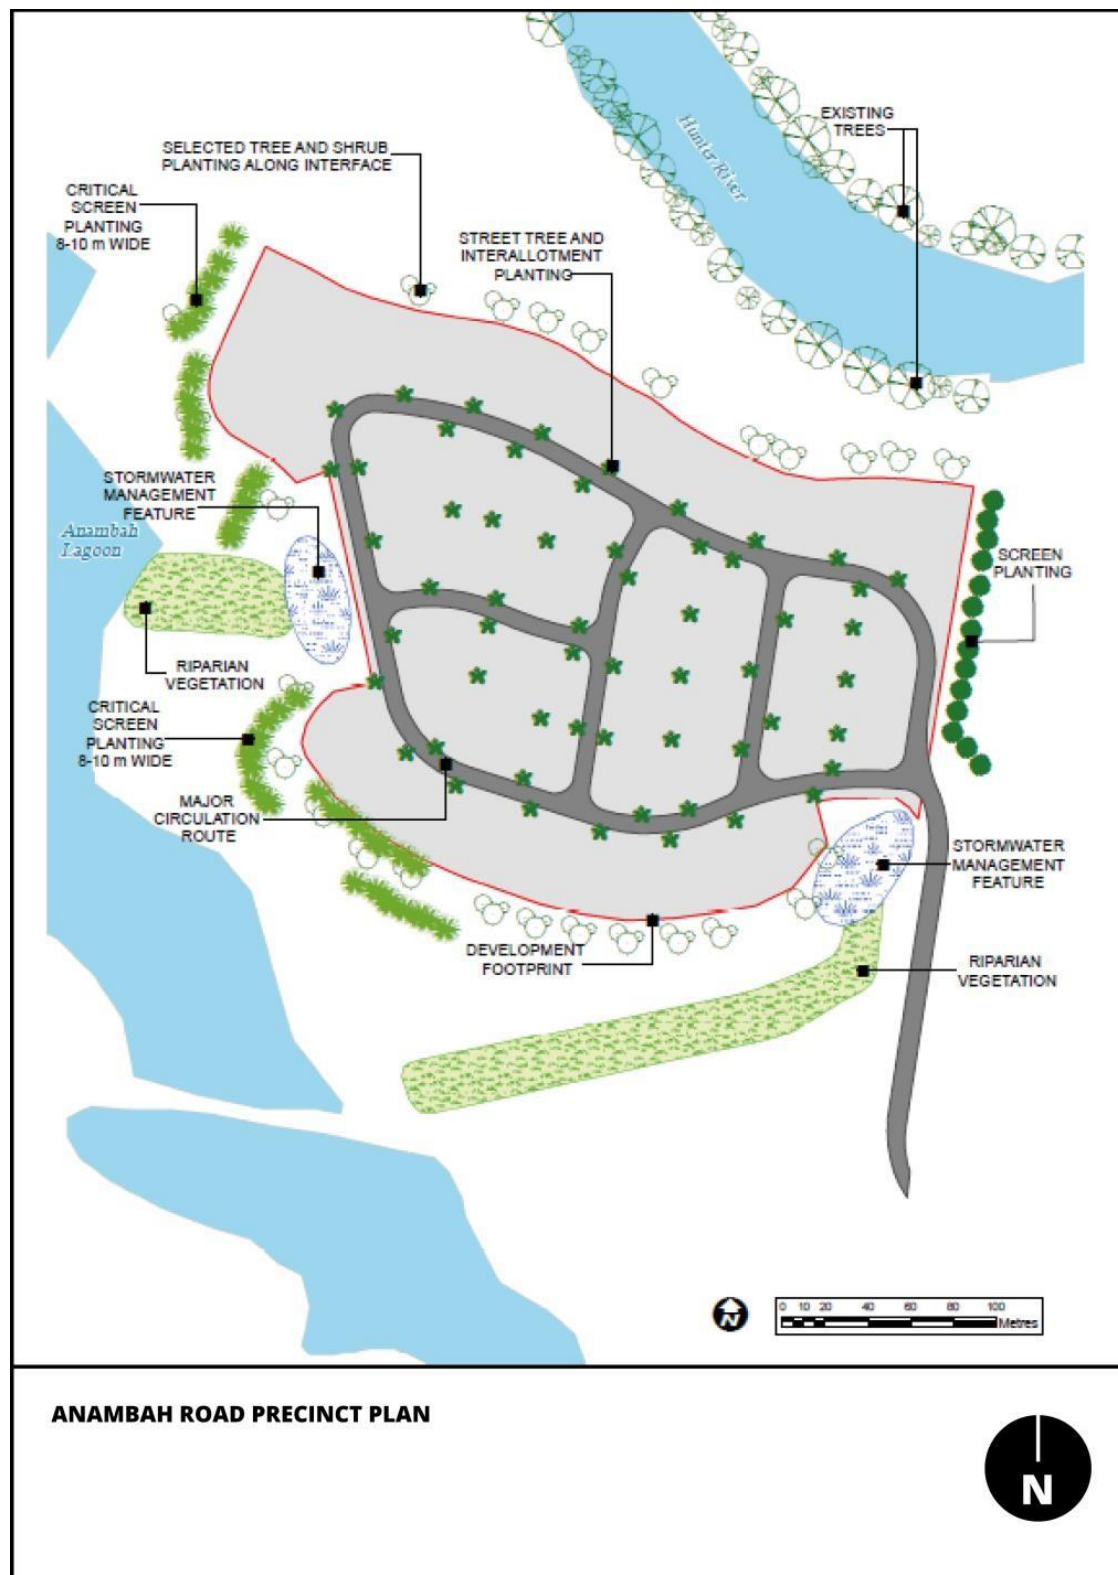 EXISTING
TREES
Hunter River
SELECTED TREE AND SHRUB
PLANTING ALONG INTERFACE
CRITICAL
SCREEN
PLANTING
8-10 m WIDE
STREET TREE AND
INTERALLOTMENT
PLANTING
STORMWATER
MANAGEMENT
FEATURE
Anambah
Lagoon
SCREEN
PLANTING
RIPARIAN
VEGETATION
CRITICAL
SCREEN
PLANTING
8-10 m WIDE
MAJOR
CIRCULATION
ROUTE
STORMWATER
MANAGEMENT
FEATURE
DEVELOPMENT
FOOTPRINT
RIPARIAN
VEGETATION
N
0 10 20 40 60 80 100
Metres
ANAMBAH ROAD PRECINCT PLAN
N